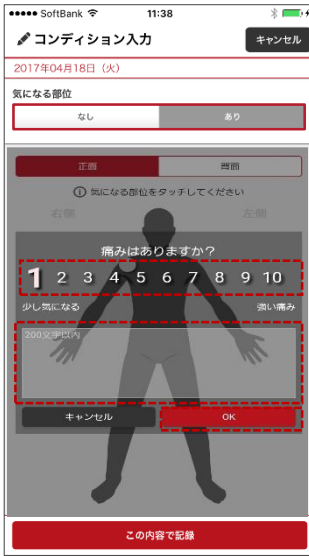 SoftBank 11:38
コンディション入力 キャンセル
2017年04月18日（火）
気になる部位
なし あり
正面 背面
気になる部位をタッチしてください
右側 左側
痛みはありますか？
1 2 3 4 5 6 7 8 9 10
少し気になる 強い痛み
200文字以内
キャンセル OK
この内容で記録